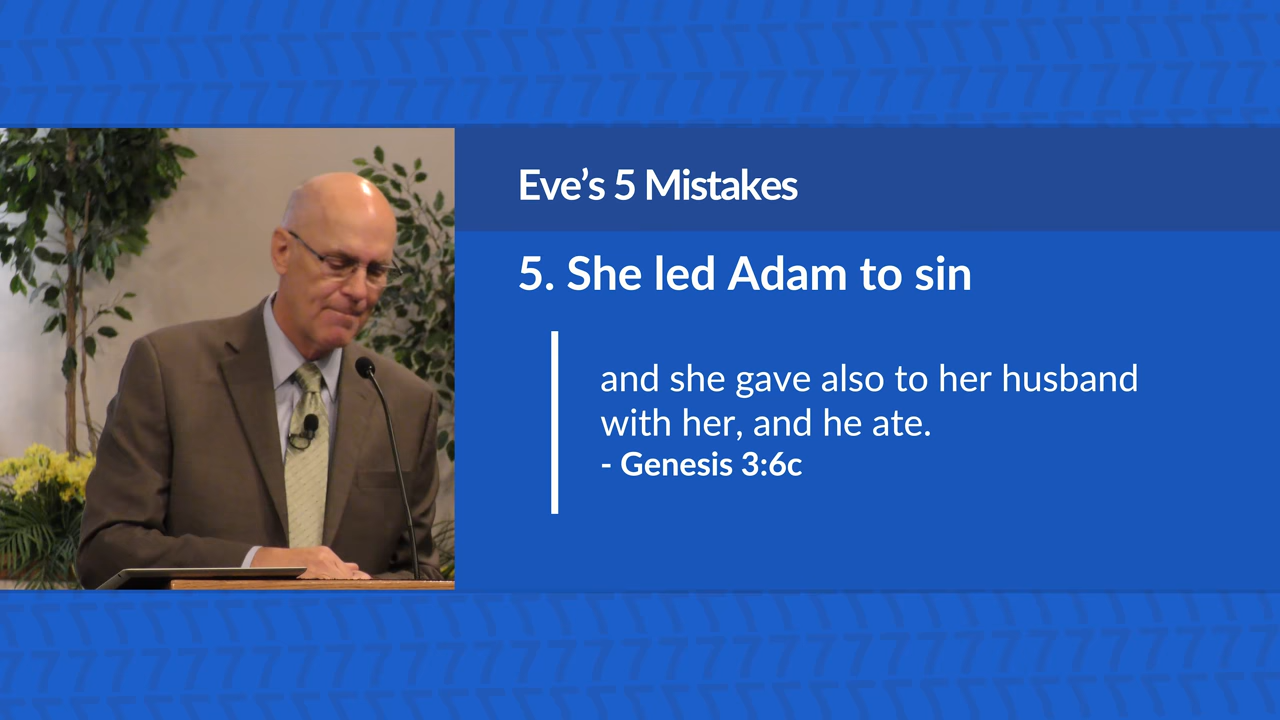 Eve’s 5 Mistakes
5. She led Adam to sin
and she gave also to her husband
with her, and he ate.
- Genesis 3:6c